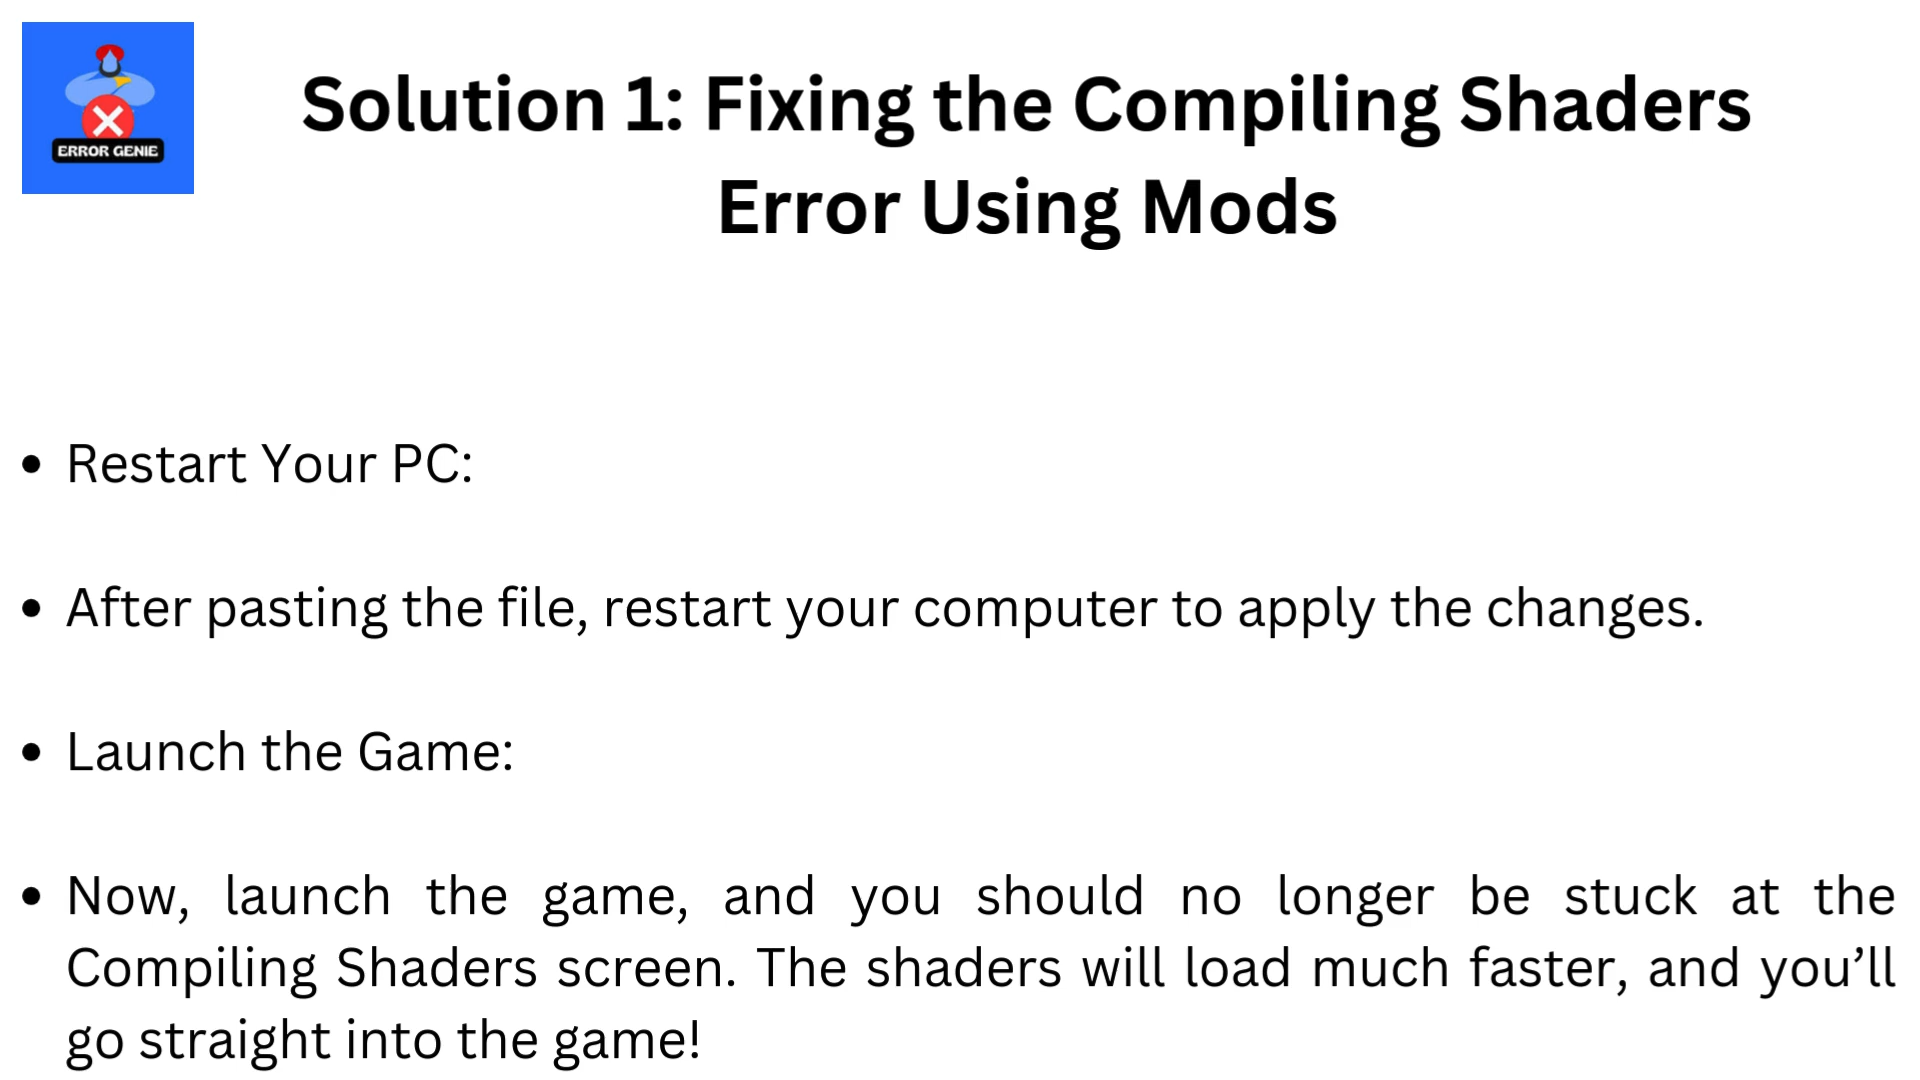 ERROR GENIE
Solution 1: Fixing the Compiling Shaders
Error Using Mods
• Restart Your PC:
• After pasting the file, restart your computer to apply the changes.
• Launch the Game:
• Now, launch the game, and you should no longer be stuck at the
Compiling Shaders screen. The shaders will load much faster, and you’ll
go straight into the game!